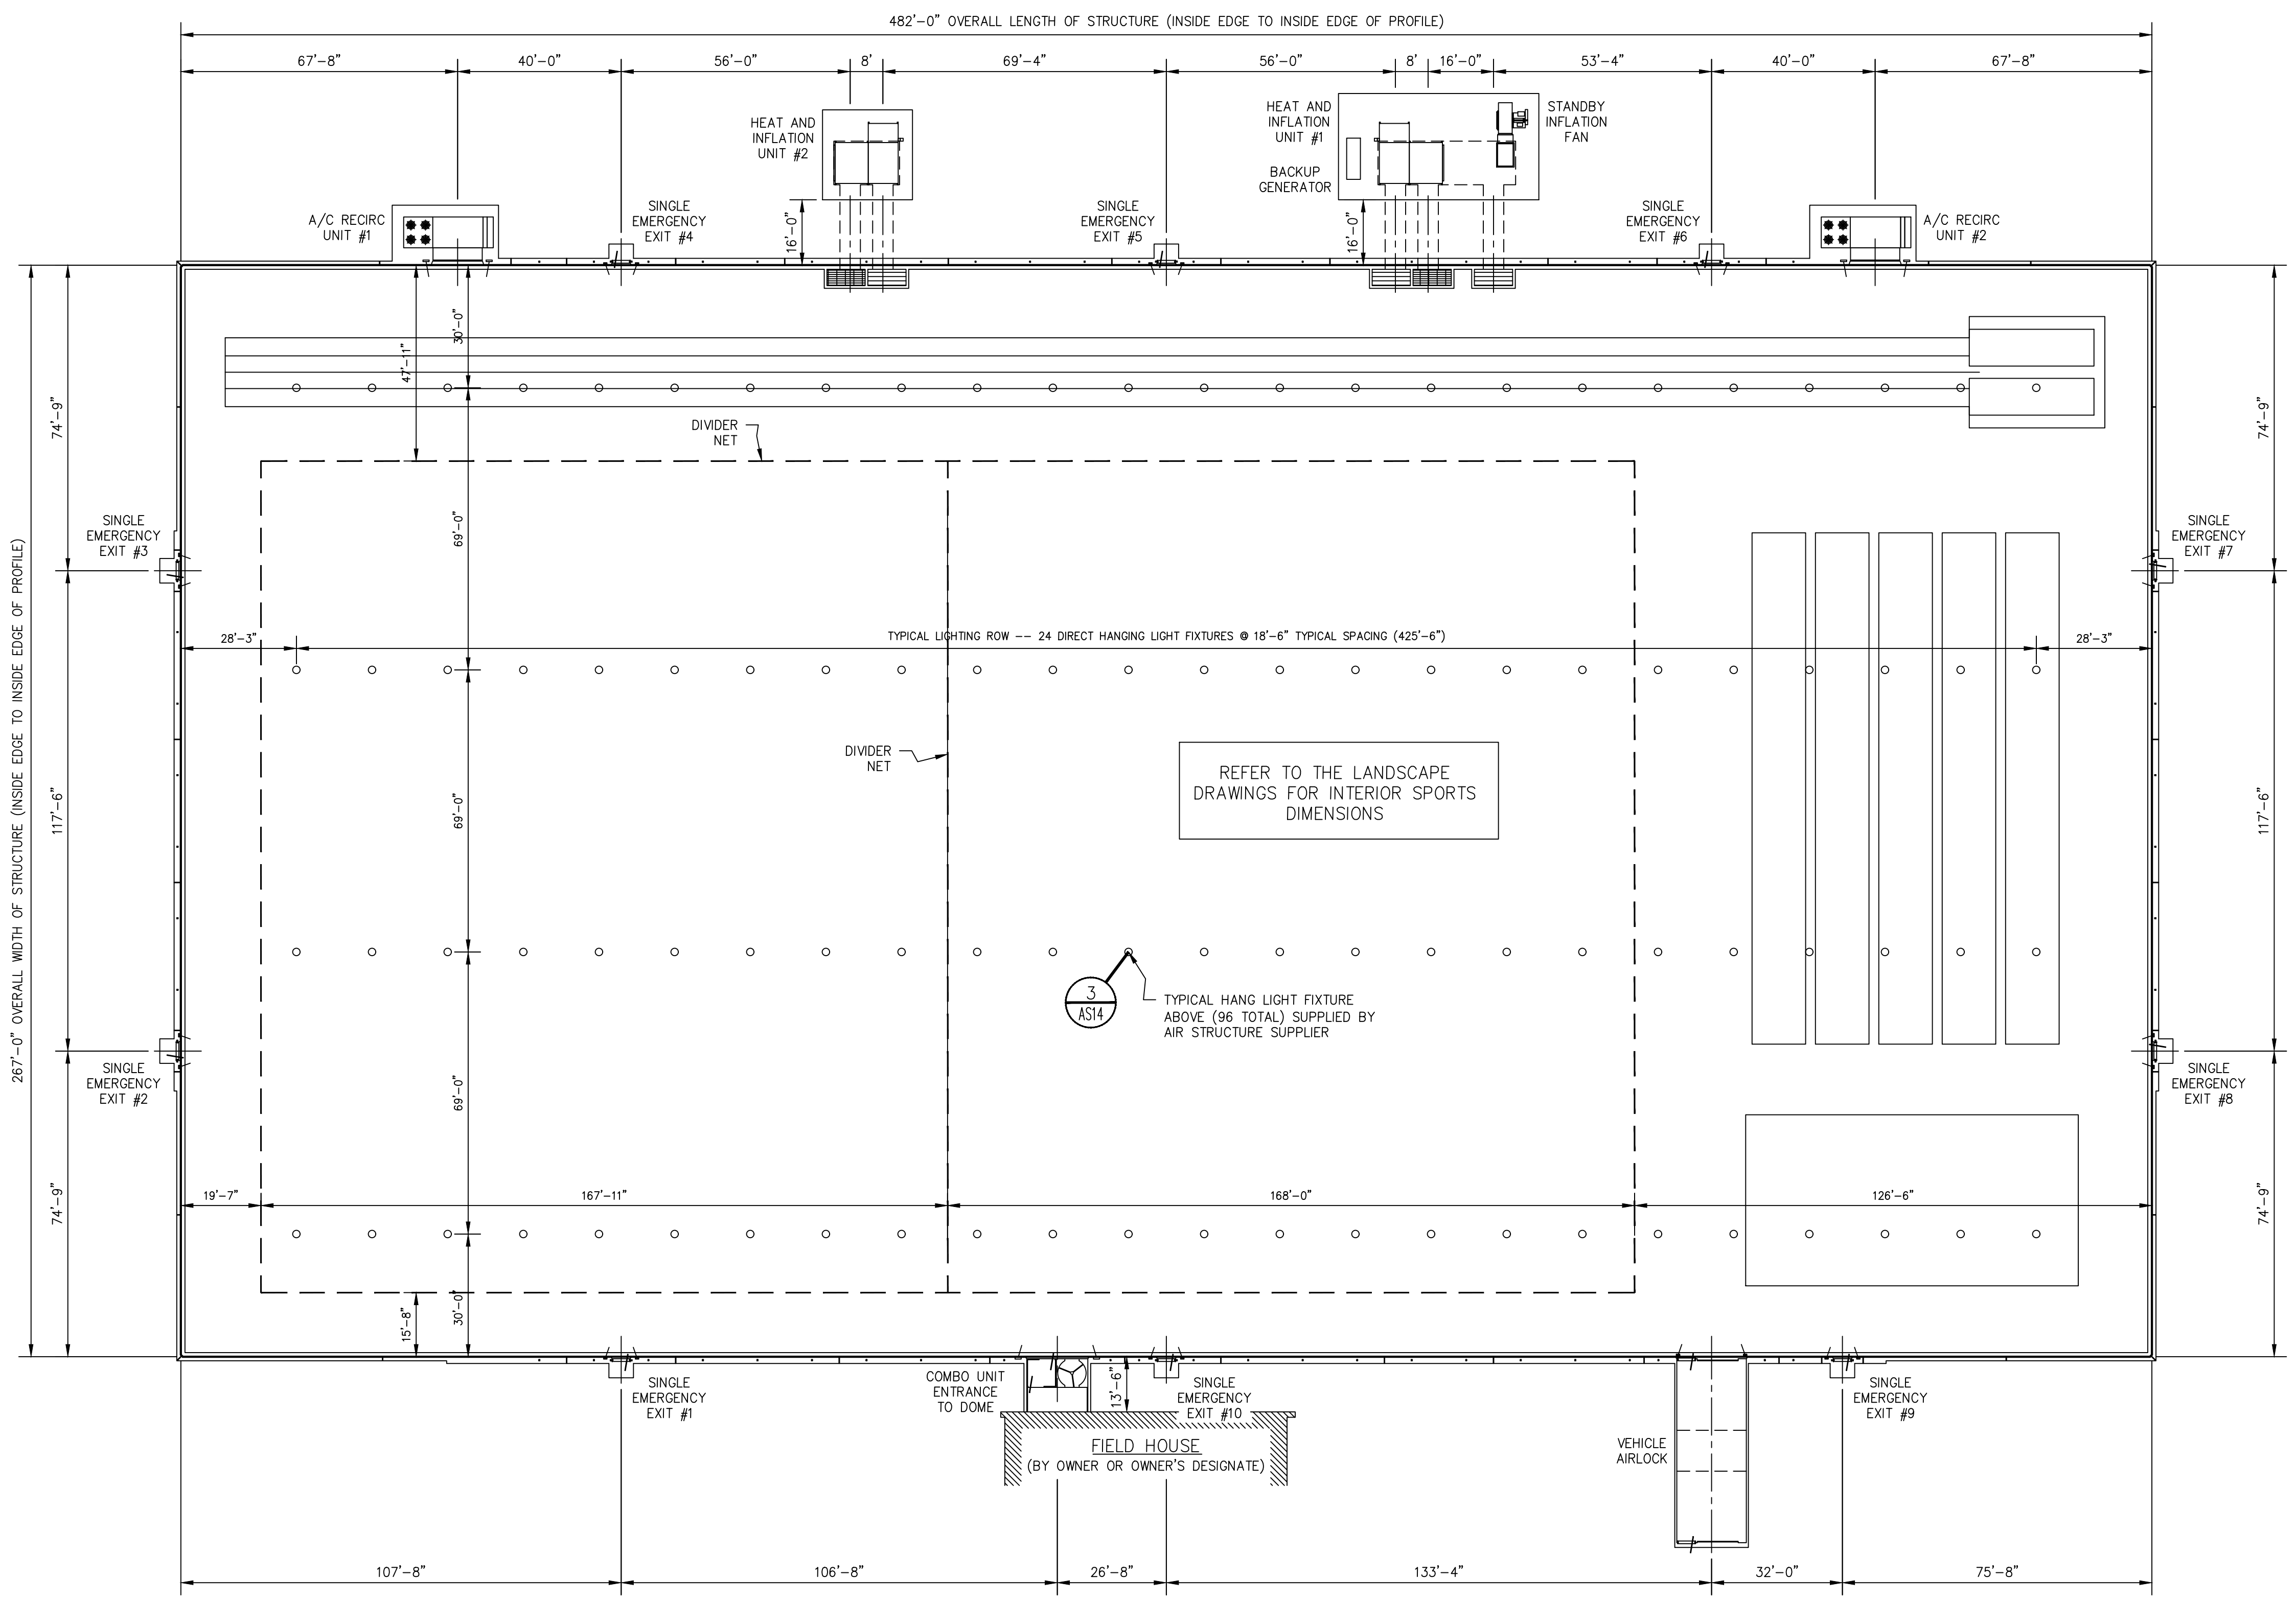 482'-0" OVERALL LENGTH OF STRUCTURE (INSIDE EDGE TO INSIDE EDGE OF PROFILE)
67'-8"
40'-0"
56'-0"
8'
69'-4"
56'-0"
8'
16'-0"
53'-4"
40'-0"
67'-8"
HEAT AND
INFLATION
UNIT #2
HEAT AND
INFLATION
UNIT #1
STANDBY
INFLATION
FAN
BACKUP
GENERATOR
A/C RECIRC
UNIT #1
SINGLE
EMERGENCY
EXIT #4
16'-0"
SINGLE
EMERGENCY
EXIT #5
16'-0"
SINGLE
EMERGENCY
EXIT #6
A/C RECIRC
UNIT #2
30'-0"
47'-11"
74'-9"
74'-9"
DIVIDER
NET
SINGLE
EMERGENCY
EXIT #3
69'-0"
SINGLE
EMERGENCY
EXIT #7
267'-0" OVERALL WIDTH OF STRUCTURE (INSIDE EDGE TO INSIDE EDGE OF PROFILE)
28'-3"
TYPICAL LIGHTING ROW -- 24 DIRECT HANGING LIGHT FIXTURES @ 18'-6" TYPICAL SPACING (425'-6")
28'-3"
DIVIDER
NET
REFER TO THE LANDSCAPE
DRAWINGS FOR INTERIOR SPORTS
DIMENSIONS
117'-6"
69'-0"
117'-6"
3
AS14
TYPICAL HANG LIGHT FIXTURE
ABOVE (96 TOTAL) SUPPLIED BY
AIR STRUCTURE SUPPLIER
SINGLE
EMERGENCY
EXIT #2
69'-0"
SINGLE
EMERGENCY
EXIT #8
74'-9"
19'-7"
167'-11"
168'-0"
126'-6"
74'-9"
15'-8"
30'-0"
SINGLE
EMERGENCY
EXIT #1
COMBO UNIT
ENTRANCE
TO DOME
13'-6"
SINGLE
EMERGENCY
EXIT #10
SINGLE
EMERGENCY
EXIT #9
FIELD HOUSE
(BY OWNER OR OWNER'S DESIGNATE)
VEHICLE
AIRLOCK
107'-8"
106'-8"
26'-8"
133'-4"
32'-0"
75'-8"